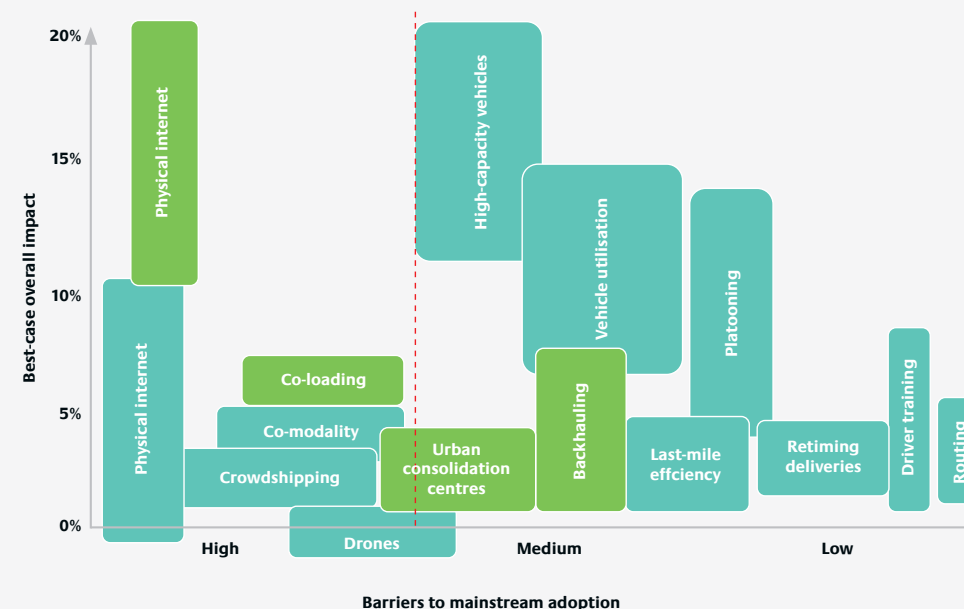 20%
15%
10%
5%
0%
Best-case overall impact
Physical internet
Physical internet
Co-loading
Co-modality
Crowdshipping
Drones
Urban
consolidation
centres
High-capacity vehicles
Vehicle utilisation
Backhauling
Platooning
Last-mile
effciency
Retiming
deliveries
Driver training
Routing
High
Medium
Low
Barriers to mainstream adoption